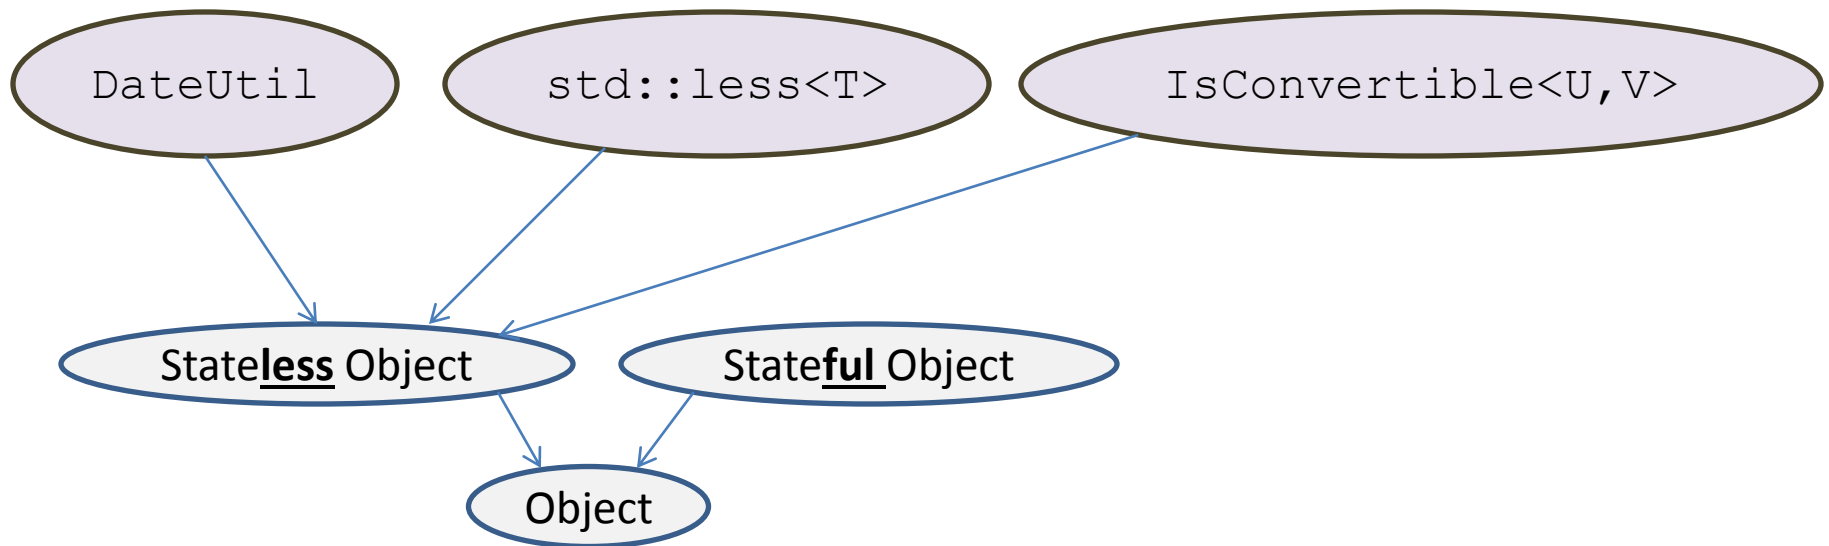 DateUtil
std::less<T>
IsConvertible<U,V>
Stateless Object
Stateful Object
Object